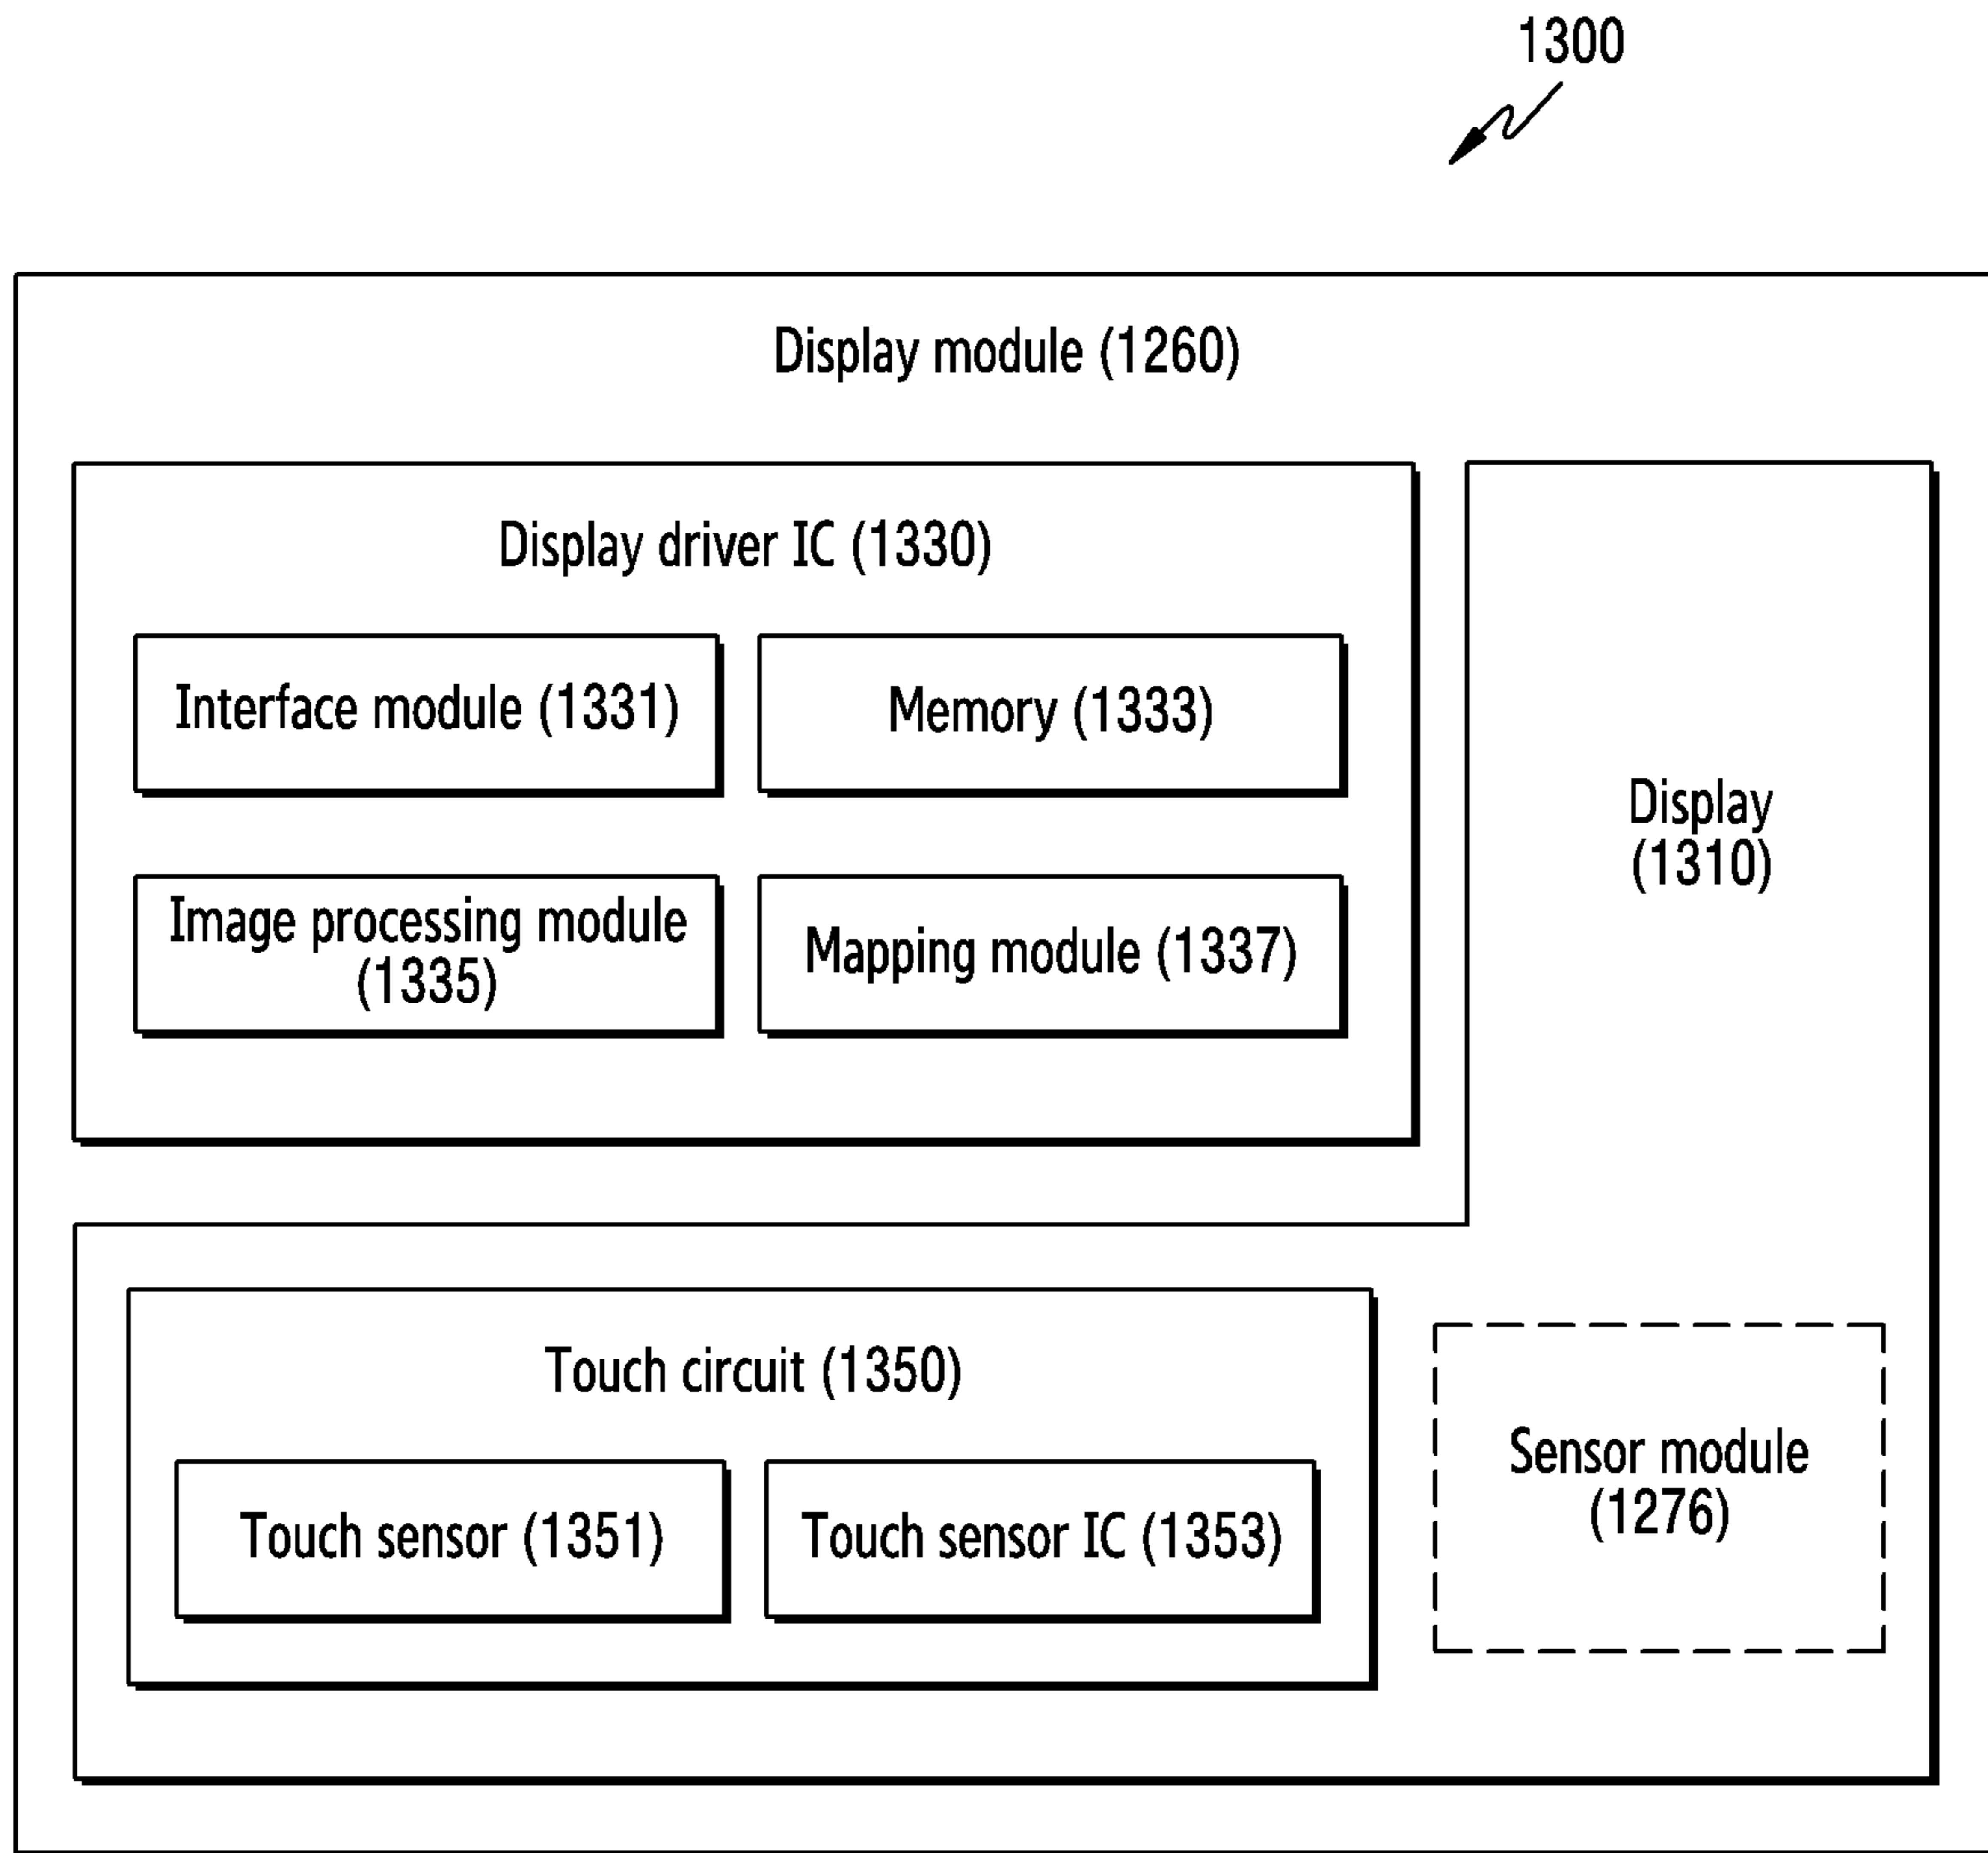 1300
Display module (1260)
Display driver IC (1330)
Interface module (1331)
Memory (1333)
Image processing module
(1335)
Mapping module (1337)
Display
(1310)
Touch circuit (1350)
Touch sensor (1351)
Touch sensor IC (1353)
Sensor module
(1276)